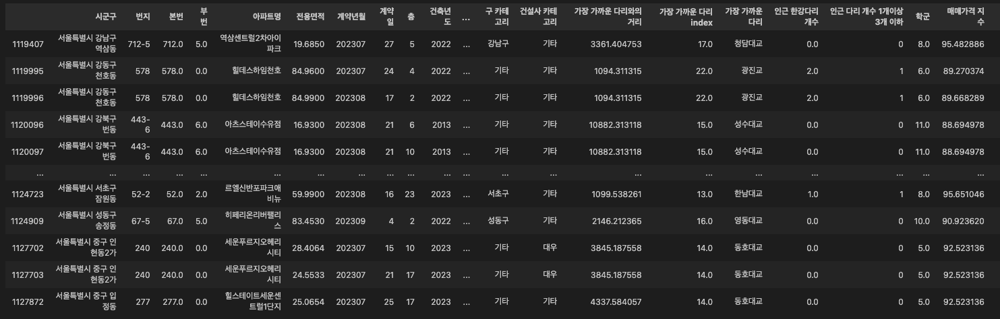 시군구 번지 본번 부번 아파트명 전용면적 계약년월 계약일 층 건축년도 ... 구 카테고리 건설사 카테고리 가장 가까운 다리와의 거리 가장 가까운 다리 index 가장 가까운 다리 인근 한강다리 개수 인근 다리 개수 1개이상 3개 이하 학군 매매가격 지수
1119407 서울특별시 강남구 역삼동 712-5 712.0 5.0 역삼센트럴2차아이파크 19.6850 202307 27 5 2022 ... 강남구 기타 3361.404753 17.0 청담대교 0.0 0 8.0 95.482886
1119995 서울특별시 강동구 천호동 578 578.0 0.0 힐데스하임천호 84.9600 202307 24 4 2022 ... 기타 기타 1094.311315 22.0 광진교 2.0 1 6.0 89.270374
1119996 서울특별시 강동구 천호동 578 578.0 0.0 힐데스하임천호 84.9900 202308 17 2 2022 ... 기타 기타 1094.311315 22.0 광진교 2.0 1 6.0 89.668289
1120096 서울특별시 강북구 번동 443-6 443.0 6.0 아츠스테이수유점 16.9300 202308 21 6 2013 ... 기타 기타 10882.313118 15.0 성수대교 0.0 0 11.0 88.694978
1120097 서울특별시 강북구 번동 443-6 443.0 6.0 아츠스테이수유점 16.9300 202308 21 10 2013 ... 기타 기타 10882.313118 15.0 성수대교 0.0 0 11.0 88.694978
... ... ... ... ... ... ... ... ... ... ... ... ... ... ... ... ... ... ... ... ...
1124723 서울특별시 서초구 잠원동 52-2 52.0 2.0 르엘신반포파크애비뉴 59.9900 202308 16 23 2023 ... 서초구 기타 1099.538261 13.0 한남대교 1.0 1 8.0 95.651046
1124909 서울특별시 성동구 송정동 67-5 67.0 5.0 히페리온리버팰리스 83.4530 202309 4 2 2022 ... 성동구 기타 2146.212365 16.0 영동대교 0.0 0 10.0 90.923620
1127702 서울특별시 중구 인현동2가 240 240.0 0.0 세운푸르지오헤리시티 28.4064 202307 15 10 2023 ... 기타 대우 3845.187558 14.0 동호대교 0.0 0 5.0 92.523136
1127703 서울특별시 중구 인현동2가 240 240.0 0.0 세운푸르지오헤리시티 24.5533 202307 21 17 2023 ... 기타 대우 3845.187558 14.0 동호대교 0.0 0 5.0 92.523136
1127872 서울특별시 중구 입정동 277 277.0 0.0 힐스테이트세운센트럴1단지 25.0654 202307 25 17 2023 ... 기타 기타 4337.584057 14.0 동호대교 0.0 0 5.0 92.523136